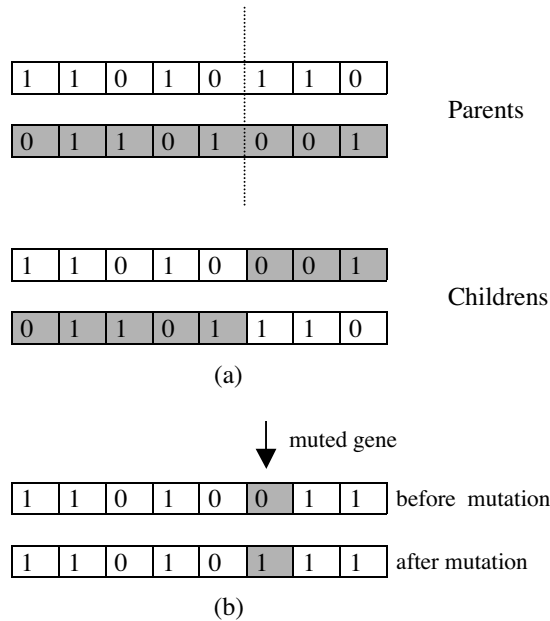 1 1 0 1 0 1 1 0
Parents
0 1 1 0 1 0 0 1
1 1 0 1 0 0 0 1
Childrens
0 1 1 0 1 1 1 0
(a)
muted gene
1 1 0 1 0 0 1 1 before mutation
1 1 0 1 0 1 1 1 after mutation
(b)